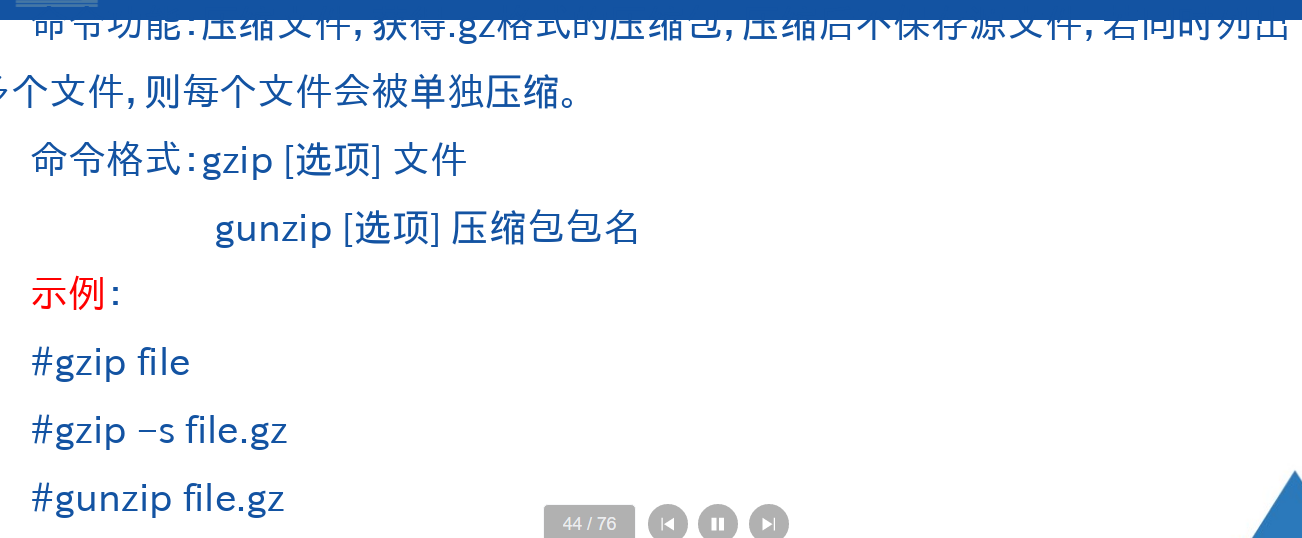 命令功能：压缩文件，获得.gz格式的压缩包，压缩后不保存源文件，若同时列出
多个文件，则每个文件会被单独压缩。
命令格式：gzip [选项] 文件
gunzip [选项] 压缩包包名
示例：
#gzip file
#gzip –s file.gz
#gunzip file.gz
44 / 76